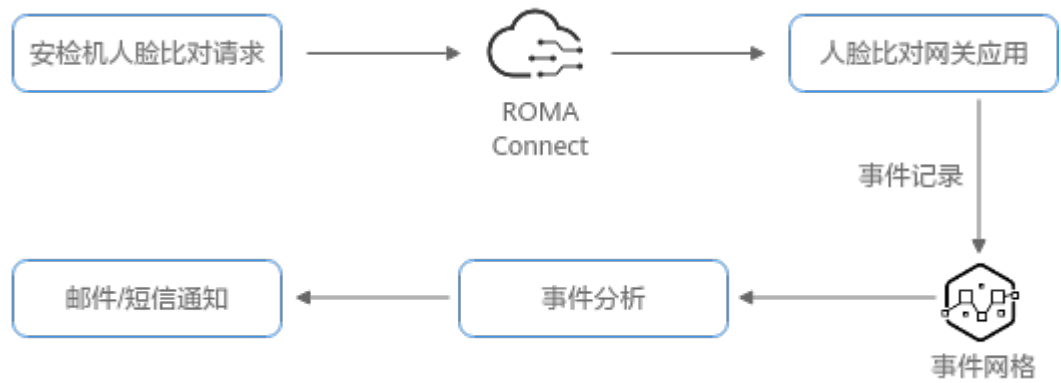 安检机人脸比对请求
ROMA
Connect
人脸比对网关应用
事件记录
邮件/短信通知
事件分析
事件网格